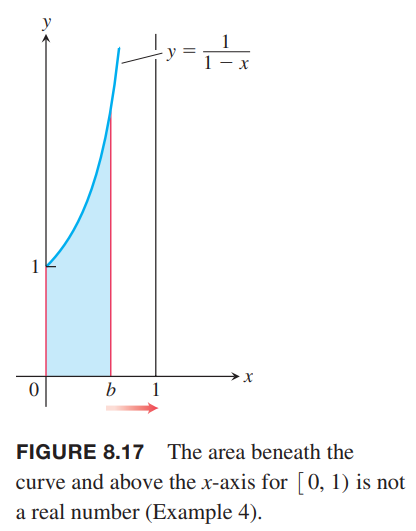 y
y = 1 / 1 − x
1
0 b 1 x
FIGURE 8.17 The area beneath the
curve and above the x-axis for [0, 1) is not
a real number (Example 4).